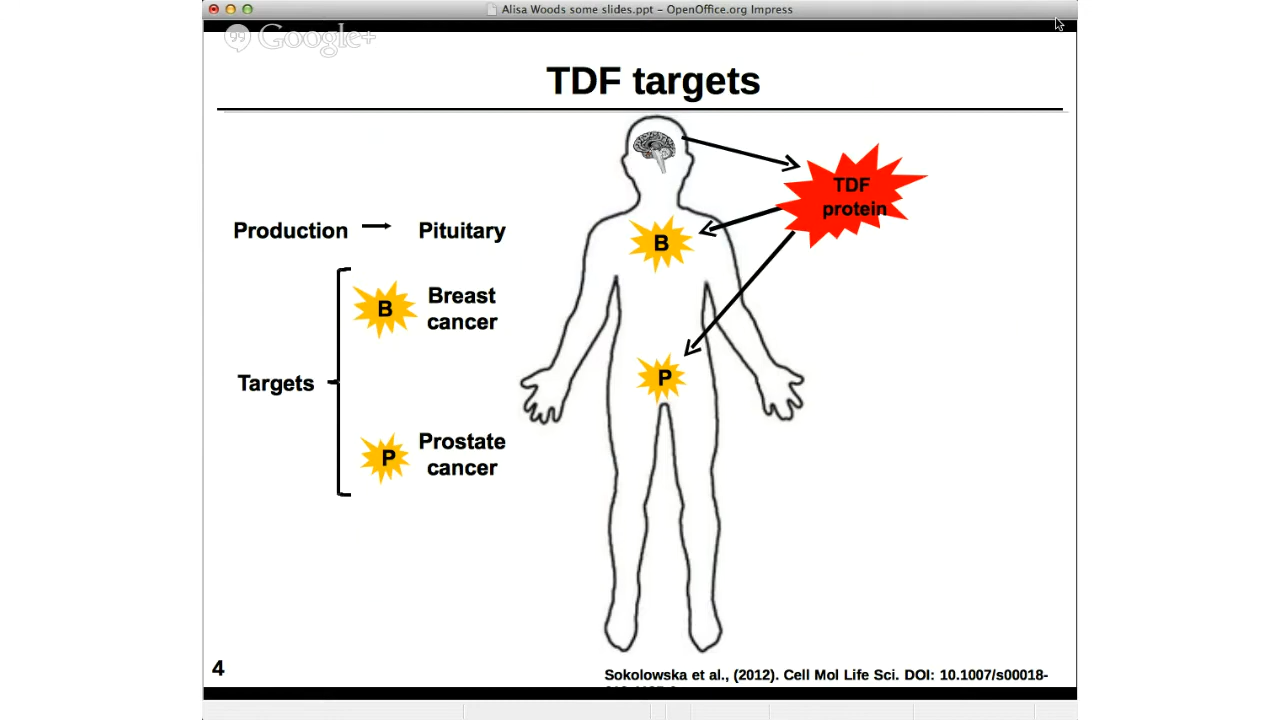 Alisa Woods some slides.ppt – OpenOffice.org Impress
Google+
TDF targets
TDF
protein
Production
Pituitary
B
B
Breast
cancer
Targets
P
P
Prostate
cancer
4
Sokolowska et al., (2012). Cell Mol Life Sci. DOI: 10.1007/s00018-